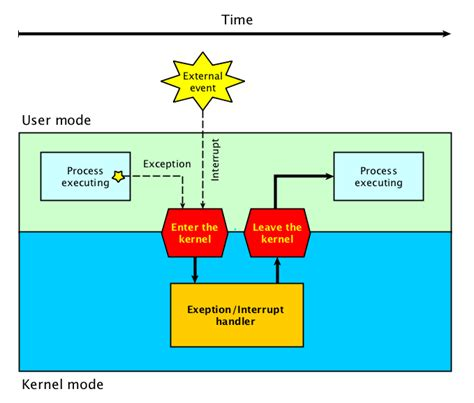 Time
External
event
User mode
Process
executing
Exception
Interrupt
Process
executing
Enter the
kernel
Leave the
kernel
Exeption/Interrupt
handler
Kernel mode